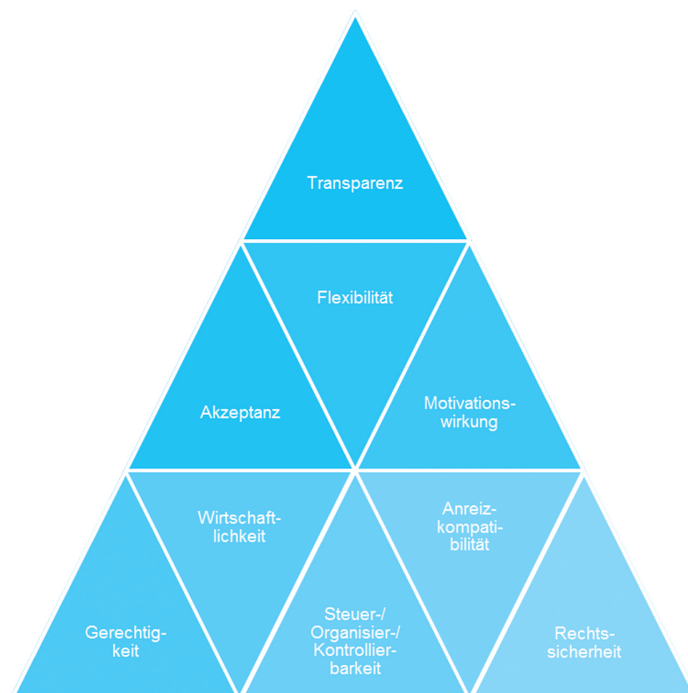 Transparenz
Flexibilität
Akzeptanz
Motivations-
wirkung
Wirtschaft-
lichkeit
Anreiz-
kompati-
bilität
Gerechtig-
keit
Steuer-/
Organisier-/
Kontrollier-
barkeit
Rechts-
sicherheit